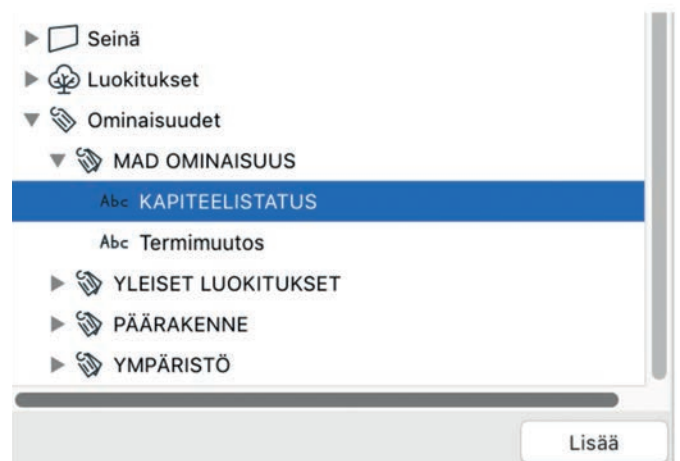 Seinä
Luokitukset
Ominaisuudet
MAD OMINAISUUS
Abc KAPITEELISTATUS
Abc Termimuutos
YLEISET LUOKITUKSET
PÄÄRAKENNE
YMPÄRISTÖ
Lisää